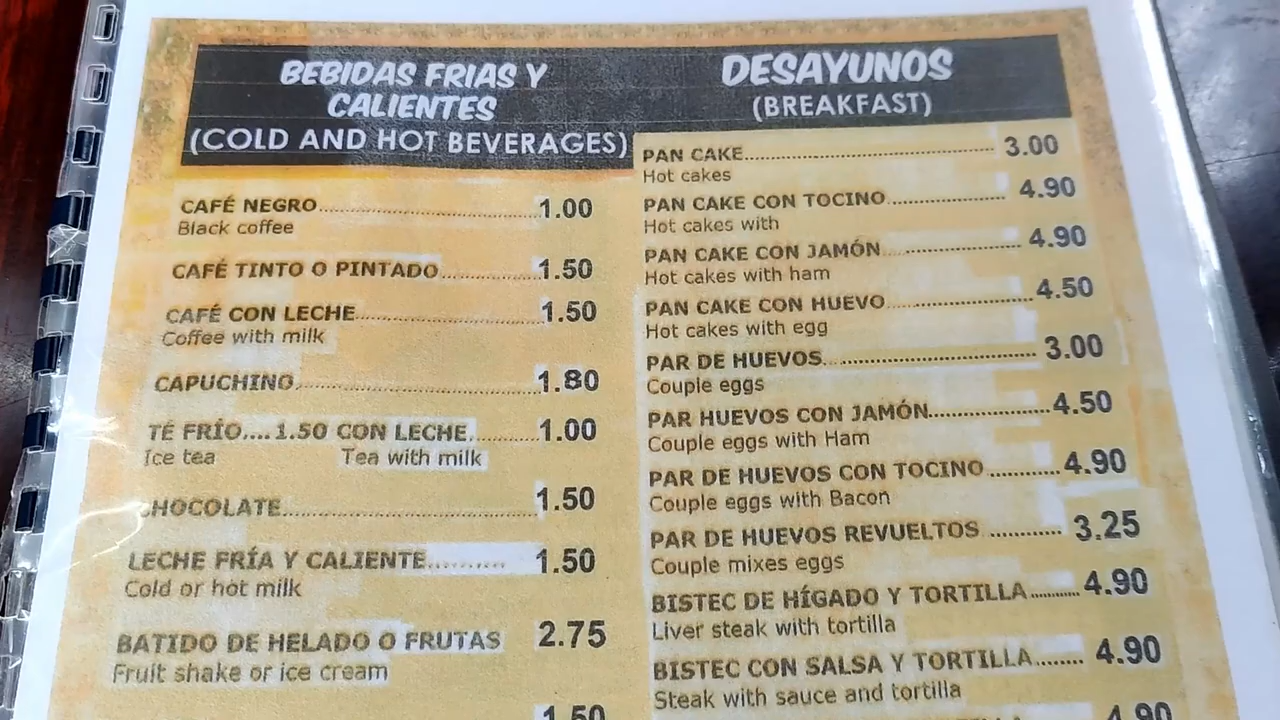 BEBIDAS FRIAS Y
CALIENTES
(COLD AND HOT BEVERAGES)
CAFÉ NEGRO........................................1.00
Black coffee
CAFÉ TINTO O PINTADO................1.50
CAFÉ CON LECHE................................1.50
Coffee with milk
CAPUCHINO..........................................1.80
TÉ FRÍO....1.50 CON LECHE............1.00
Ice tea Tea with milk
CHOCOLATE..........................................1.50
LECHE FRÍA Y CALIENTE.......... 1.50
Cold or hot milk
BATIDO DE HELADO O FRUTAS 2.75
Fruit shake or ice cream
1.50
DESAYUNOS
(BREAKFAST)
PAN CAKE................................................ 3.00
Hot cakes
PAN CAKE CON TOCINO...................... 4.90
Hot cakes with
PAN CAKE CON JAMÓN........................ 4.90
Hot cakes with ham
PAN CAKE CON HUEVO........................ 4.50
Hot cakes with egg
PAR DE HUEVOS.................................... 3.00
Couple eggs
PAR HUEVOS CON JAMÓN....................4.50
Couple eggs with Ham
PAR DE HUEVOS CON TOCINO............4.90
Couple eggs with Bacon
PAR DE HUEVOS REVUELTOS ............ 3.25
Couple mixes eggs
BISTEC DE HÍGADO Y TORTILLA..........4.90
Liver steak with tortilla
BISTEC CON SALSA Y TORTILLA........ 4.90
Steak with sauce and tortilla
4.90